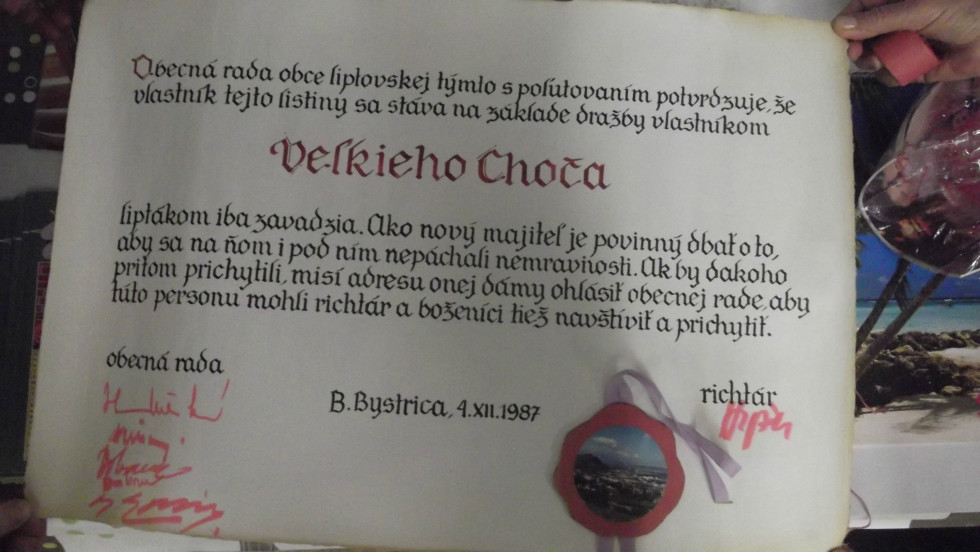 Obecná rada obce liptovskej týmto s poľutovaním potvrdzuje, že
vlastník tejto listiny sa stáva na základe dražby vlastníkom
Veľkieho Choča
liptákom iba zavadzia. Ako nový majiteľ je povinný dbať o to,
aby sa na ňom i pod ním nepáchali nemravnosti. Ak by dakoho
pritom prichytili, misí adresu onej dámy ohlásiť obecnej rade, aby
túto personu mohli richtár a boženíci tiež navštíviť a prichytiť.
obecná rada
richtár
B. Bystrica, 4.XII.1987